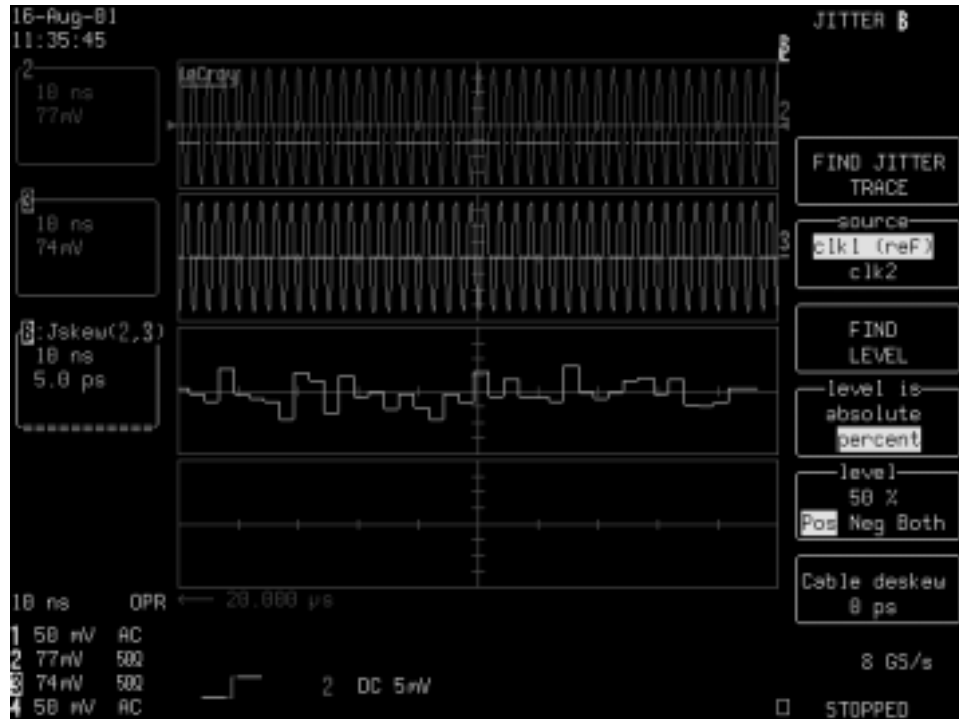 16-Aug-01
11:35:45
JITTER B
2
10 ns
77mV
LeCroy
2
3
10 ns
74mV
3
B:Jskew(2,3)
10 ns
5.0 ps
FIND JITTER
TRACE
source
clk1 (reF)
clk2
FIND
LEVEL
level is
absolute
percent
level
50 %
Pos Neg Both
Cable deskew
0 ps
10 ns OPR
← 20.000 µs
1 50 mV AC
2 77mV 50Ω
3 74mV 50Ω
4 50 mV AC
2 DC 5mV
8 GS/s
STOPPED